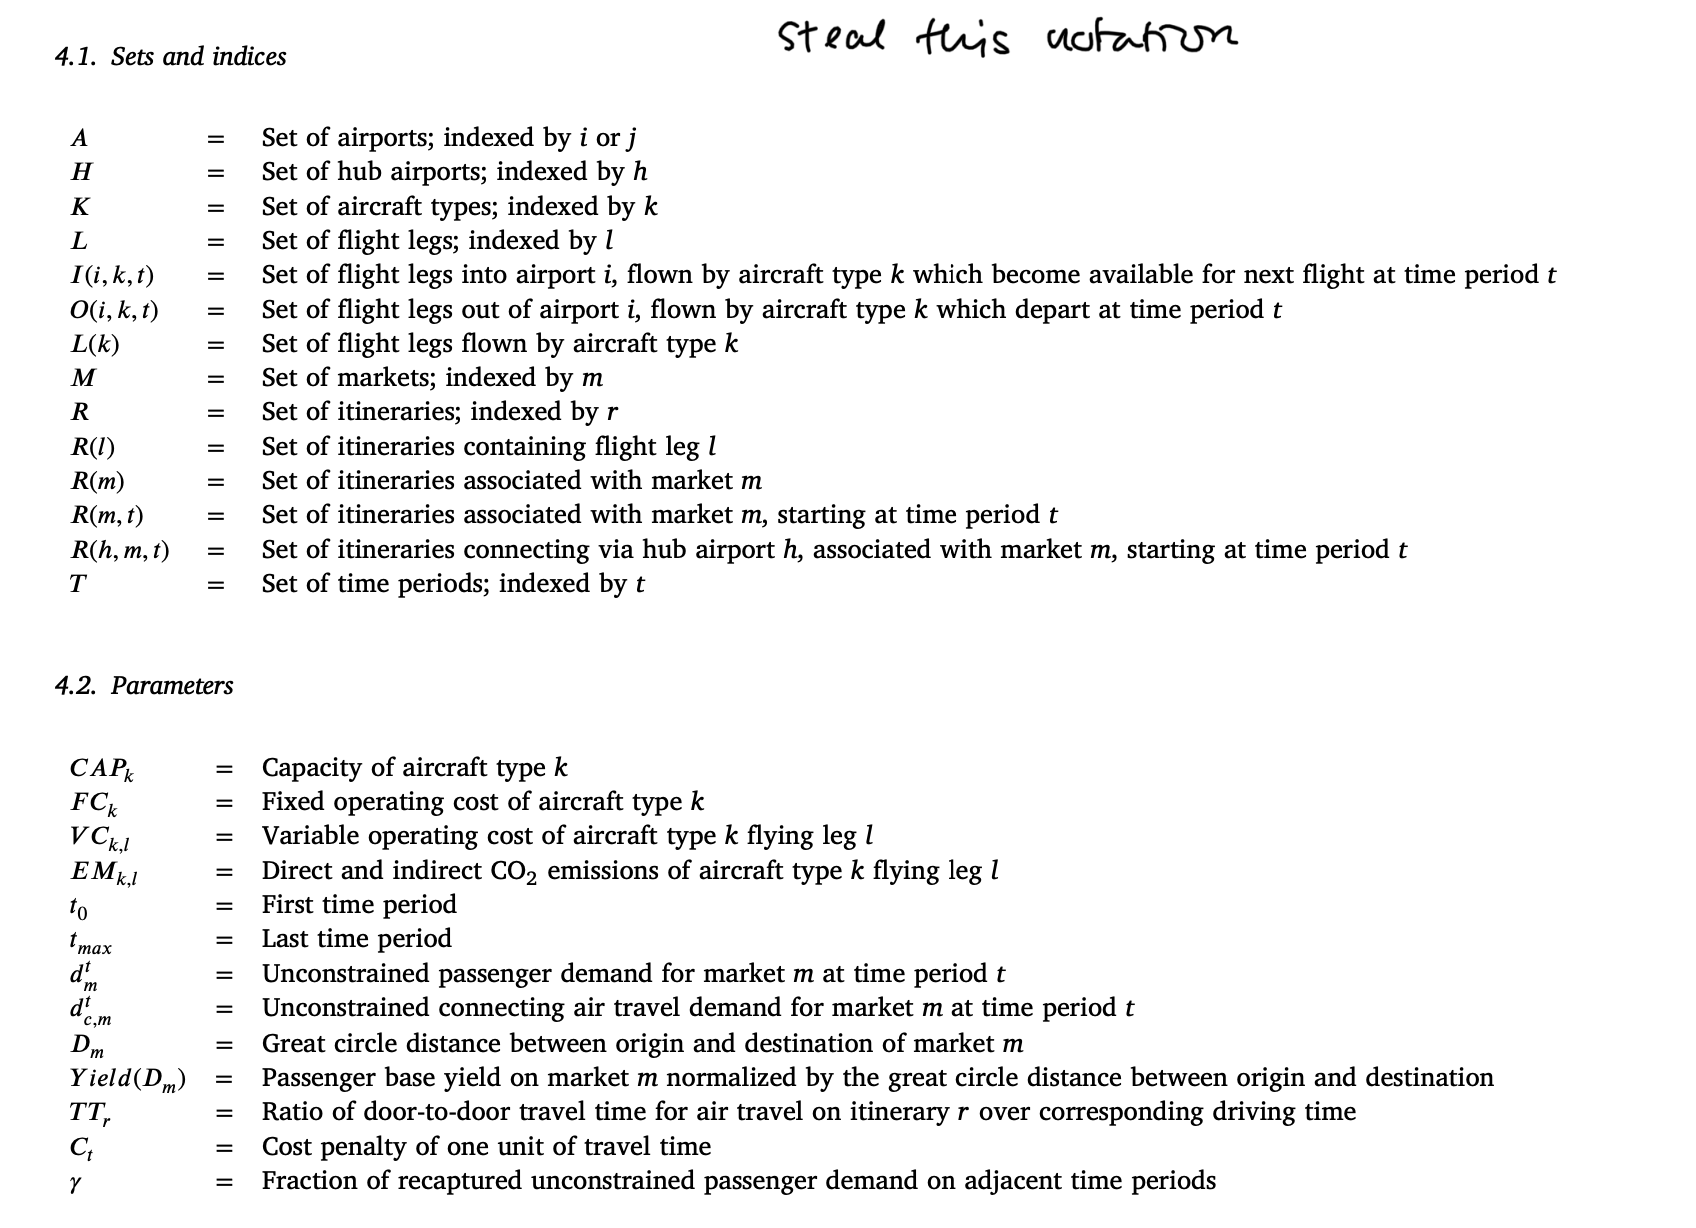 steal this notation
4.1. Sets and indices
A = Set of airports; indexed by i or j
H = Set of hub airports; indexed by h
K = Set of aircraft types; indexed by k
L = Set of flight legs; indexed by l
I(i, k, t) = Set of flight legs into airport i, flown by aircraft type k which become available for next flight at time period t
O(i, k, t) = Set of flight legs out of airport i, flown by aircraft type k which depart at time period t
L(k) = Set of flight legs flown by aircraft type k
M = Set of markets; indexed by m
R = Set of itineraries; indexed by r
R(l) = Set of itineraries containing flight leg l
R(m) = Set of itineraries associated with market m
R(m, t) = Set of itineraries associated with market m, starting at time period t
R(h, m, t) = Set of itineraries connecting via hub airport h, associated with market m, starting at time period t
T = Set of time periods; indexed by t
4.2. Parameters
CAP_k = Capacity of aircraft type k
FC_k = Fixed operating cost of aircraft type k
VC_{k,l} = Variable operating cost of aircraft type k flying leg l
EM_{k,l} = Direct and indirect CO₂ emissions of aircraft type k flying leg l
t_0 = First time period
t_{max} = Last time period
d_m^t = Unconstrained passenger demand for market m at time period t
d_{c,m}^t = Unconstrained connecting air travel demand for market m at time period t
D_m = Great circle distance between origin and destination of market m
Yield(D_m) = Passenger base yield on market m normalized by the great circle distance between origin and destination
TT_r = Ratio of door-to-door travel time for air travel on itinerary r over corresponding driving time
C_t = Cost penalty of one unit of travel time
γ = Fraction of recaptured unconstrained passenger demand on adjacent time periods